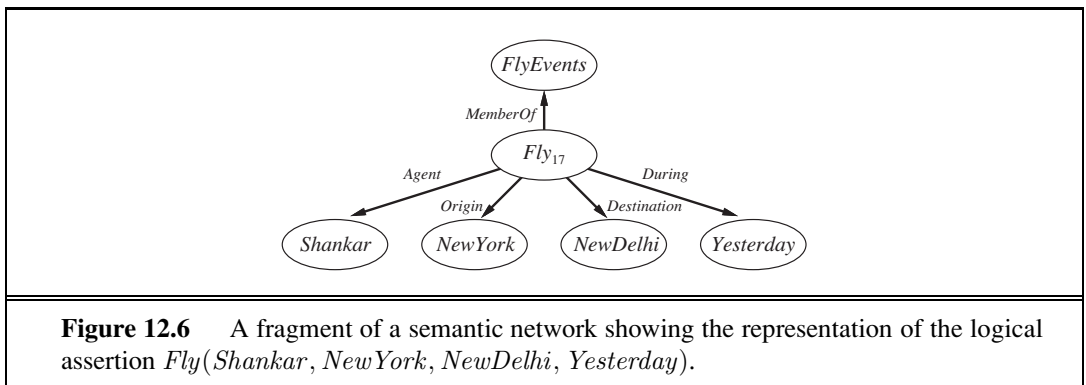 FlyEvents
MemberOf
Fly₁₇
Agent
During
Origin
Destination
Shankar
NewYork
NewDelhi
Yesterday
Figure 12.6 A fragment of a semantic network showing the representation of the logical
assertion Fly(Shankar, NewYork, NewDelhi, Yesterday).